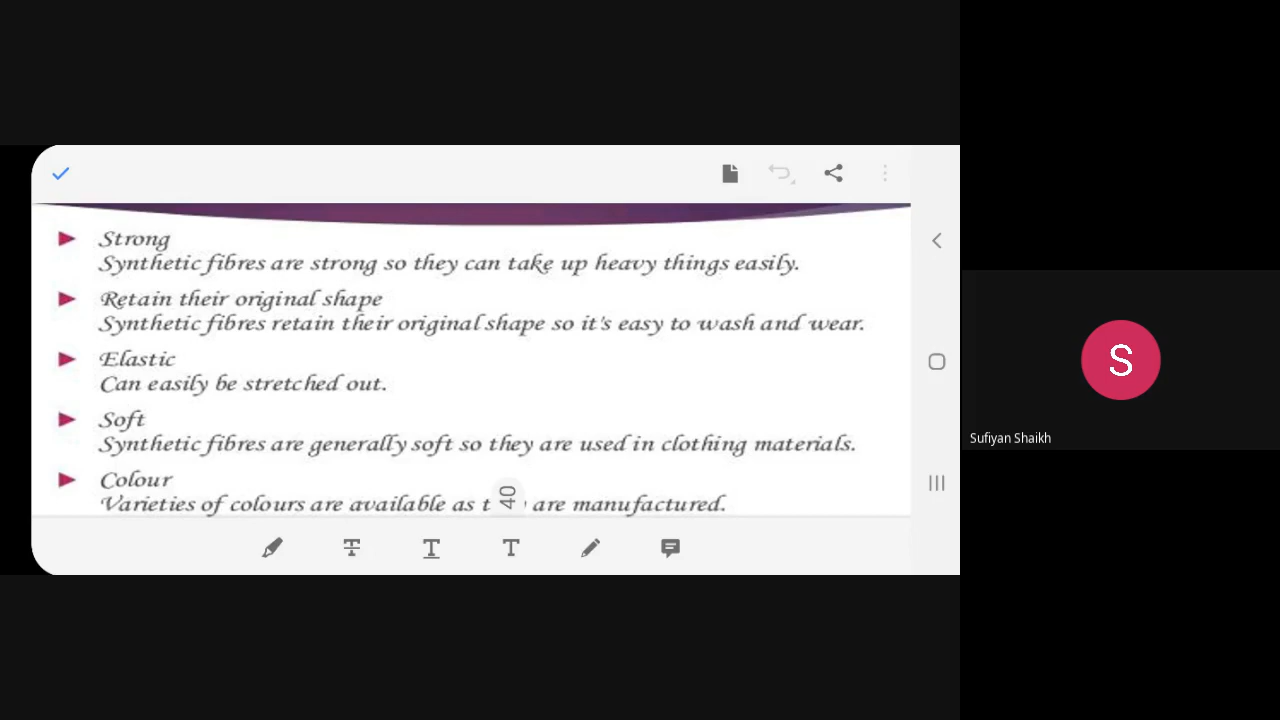 Strong
Synthetic fibres are strong so they can take up heavy things easily.
Retain their original shape
Synthetic fibres retain their original shape so it's easy to wash and wear.
Elastic
Can easily be stretched out.
Soft
Synthetic fibres are generally soft so they are used in clothing materials.
Colour
Varieties of colours are available as are manufactured.
40
S
Sufiyan Shaikh